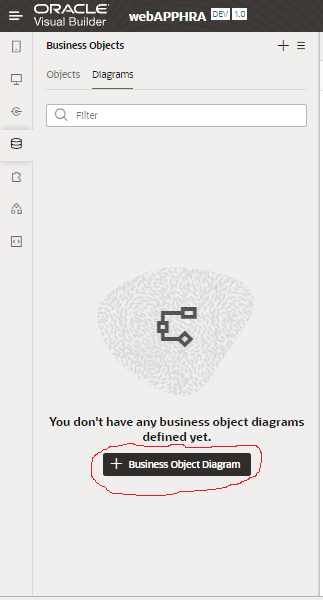 ORACLE
Visual Builder
webAPPHRA
DEV
1.0
Business Objects
Objects
Diagrams
Filter
You don't have any business object diagrams
defined yet.
Business Object Diagram